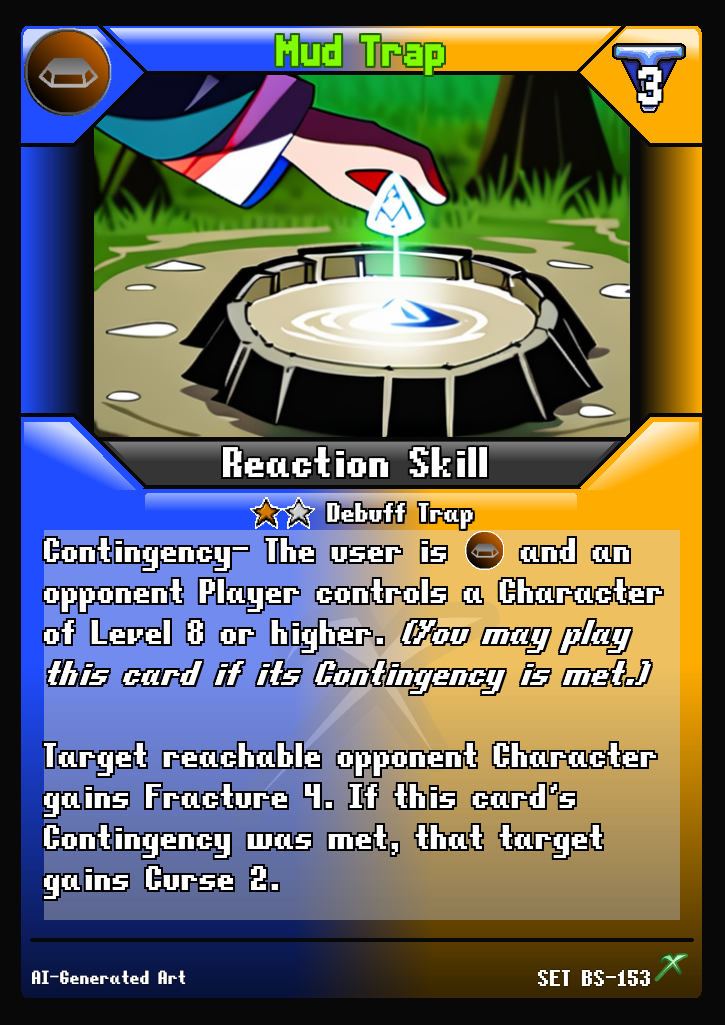 Mud Trap
3
Reaction Skill
Debuff Trap
Contingency- The user is and an
opponent Player controls a Character
of Level 8 or higher. (You may play
this card if its Contingency is met.)
Target reachable opponent Character
gains Fracture 4. If this card's
Contingency was met, that target
gains Curse 2.
AI-Generated Art
SET BS-153